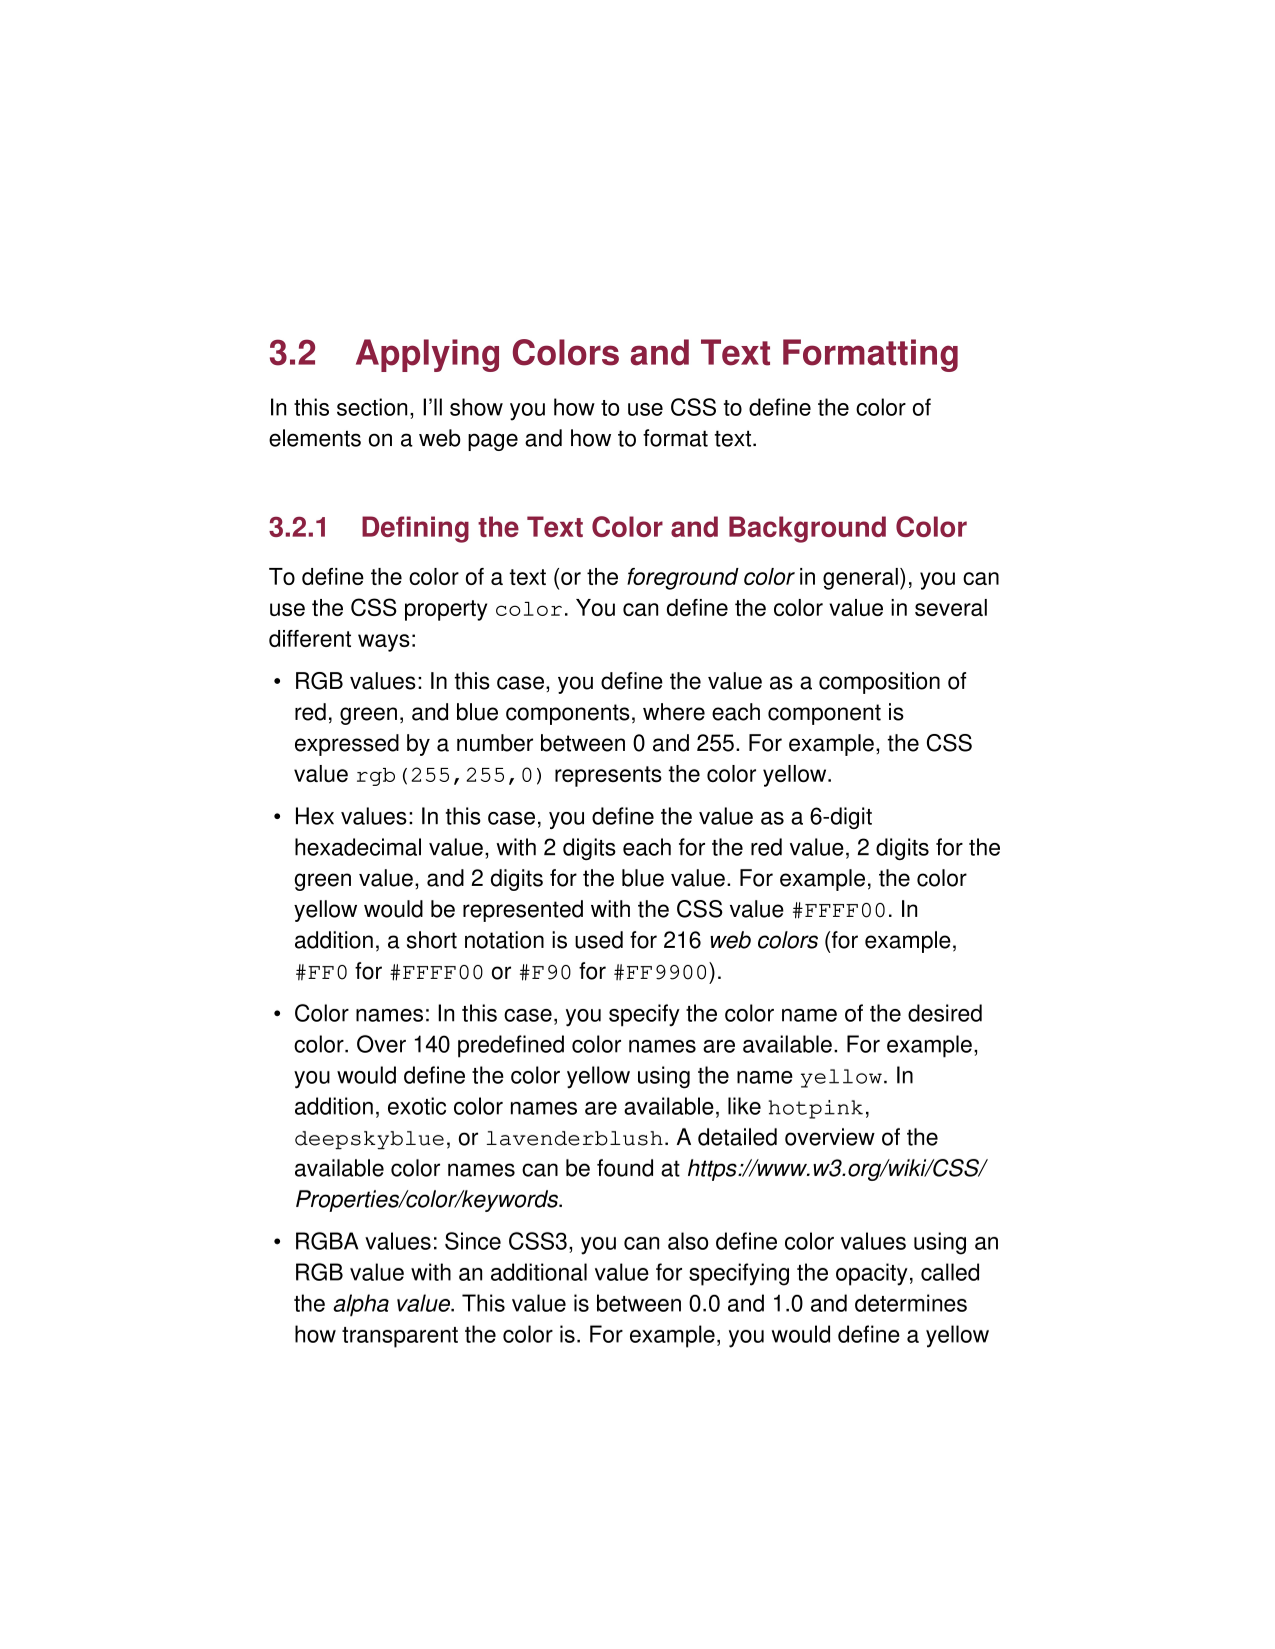 3.2 Applying Colors and Text Formatting
In this section, I’ll show you how to use CSS to define the color of
elements on a web page and how to format text.
3.2.1 Defining the Text Color and Background Color
To define the color of a text (or the foreground color in general), you can
use the CSS property color. You can define the color value in several
different ways:
• RGB values: In this case, you define the value as a composition of
red, green, and blue components, where each component is
expressed by a number between 0 and 255. For example, the CSS
value rgb(255,255,0) represents the color yellow.
• Hex values: In this case, you define the value as a 6-digit
hexadecimal value, with 2 digits each for the red value, 2 digits for the
green value, and 2 digits for the blue value. For example, the color
yellow would be represented with the CSS value #FFFF00. In
addition, a short notation is used for 216 web colors (for example,
#FF0 for #FFFF00 or #F90 for #FF9900).
• Color names: In this case, you specify the color name of the desired
color. Over 140 predefined color names are available. For example,
you would define the color yellow using the name yellow. In
addition, exotic color names are available, like hotpink,
deepskyblue, or lavenderblush. A detailed overview of the
available color names can be found at https://www.w3.org/wiki/CSS/
Properties/color/keywords.
• RGBA values: Since CSS3, you can also define color values using an
RGB value with an additional value for specifying the opacity, called
the alpha value. This value is between 0.0 and 1.0 and determines
how transparent the color is. For example, you would define a yellow